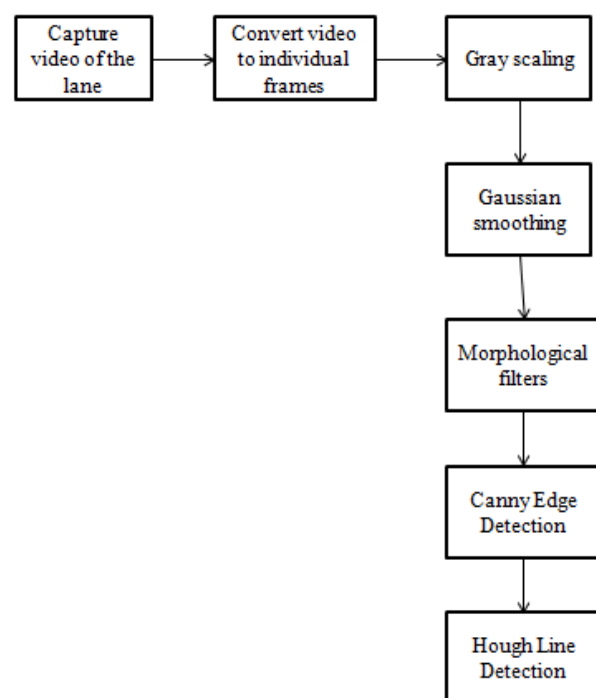 Capture
video of the
lane
Convert video
to individual
frames
Gray scaling
Gaussian
smoothing
Morphological
filters
Canny Edge
Detection
Hough Line
Detection